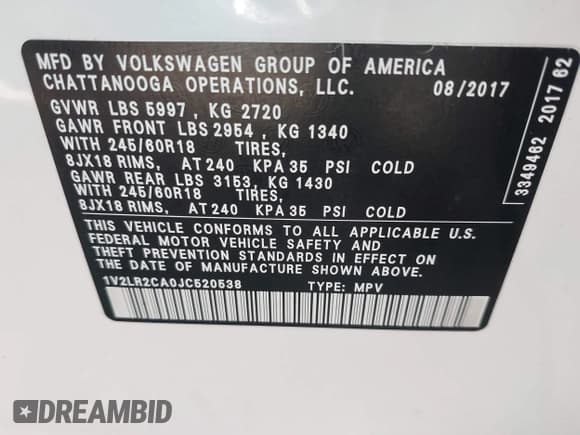 MFD BY VOLKSWAGEN GROUP OF AMERICA
CHATTANOOGA OPERATIONS, LLC. 08/2017
GVWR LBS 5997, KG 2720
GAWR FRONT LBS 2954, KG 1340
WITH 245/60R18 TIRES,
8JX18 RIMS, AT 240 KPA 35 PSI COLD
GAWR REAR LBS 3153, KG 1430
WITH 245/60R18 TIRES,
8JX18 RIMS, AT 240 KPA 35 PSI COLD
THIS VEHICLE CONFORMS TO ALL APPLICABLE U.S.
FEDERAL MOTOR VEHICLE SAFETY AND
THEFT PREVENTION STANDARDS IN EFFECT ON
THE DATE OF MANUFACTURE SHOWN ABOVE.
1V2LR2CA0JC520538 TYPE: MPV
3349462 2017 62
DREAMBID